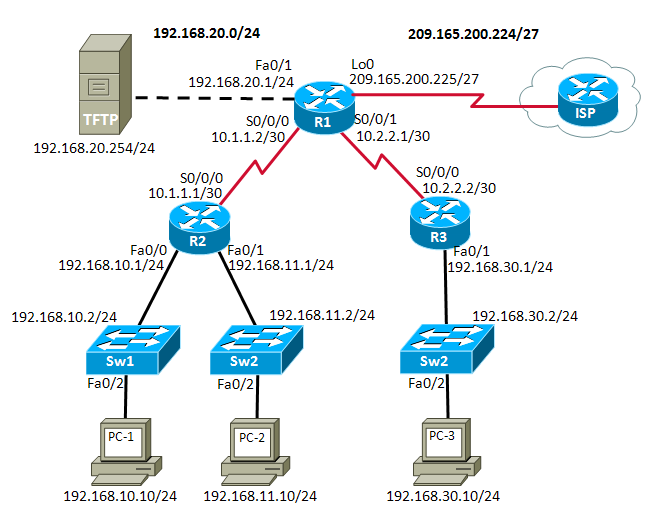 192.168.20.0/24
209.165.200.224/27
Fa0/1
192.168.20.1/24
Lo0
209.165.200.225/27
TFTP
192.168.20.254/24
R1
ISP
S0/0/0
10.1.1.2/30
S0/0/1
10.2.2.1/30
S0/0/0
10.1.1.1/30
S0/0/0
10.2.2.2/30
R2
R3
Fa0/0
192.168.10.1/24
Fa0/1
192.168.11.1/24
Fa0/1
192.168.30.1/24
192.168.10.2/24
192.168.11.2/24
192.168.30.2/24
Sw1
Sw2
Sw2
Fa0/2
Fa0/2
Fa0/2
PC-1
PC-2
PC-3
192.168.10.10/24
192.168.11.10/24
192.168.30.10/24